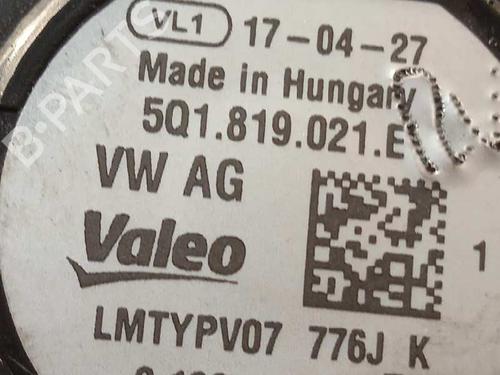 VL1 17-04-27
Made in Hungary
5Q1.819.021.E
VW AG
Valeo
1
LMTYPV07 776J K
B-PARTS